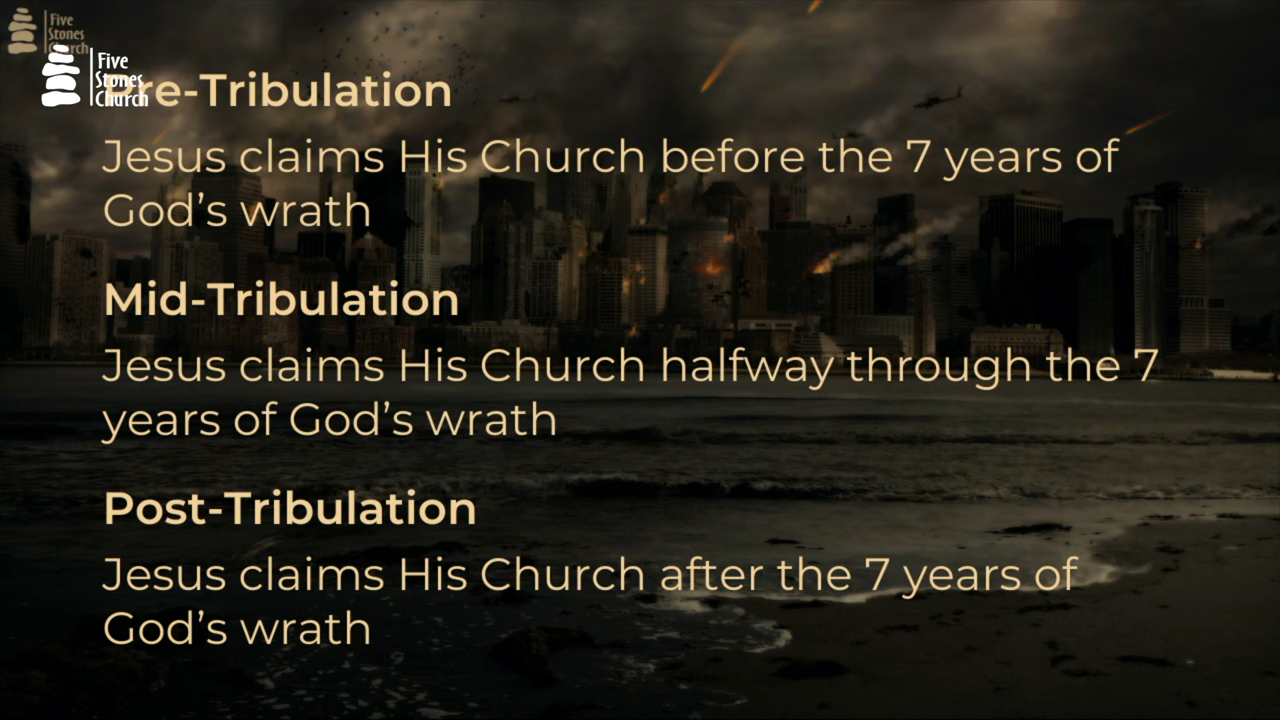 Five
Stones
Church
Five
Stones
Church
Pre-Tribulation
Jesus claims His Church before the 7 years of
God’s wrath
Mid-Tribulation
Jesus claims His Church halfway through the 7
years of God’s wrath
Post-Tribulation
Jesus claims His Church after the 7 years of
God’s wrath